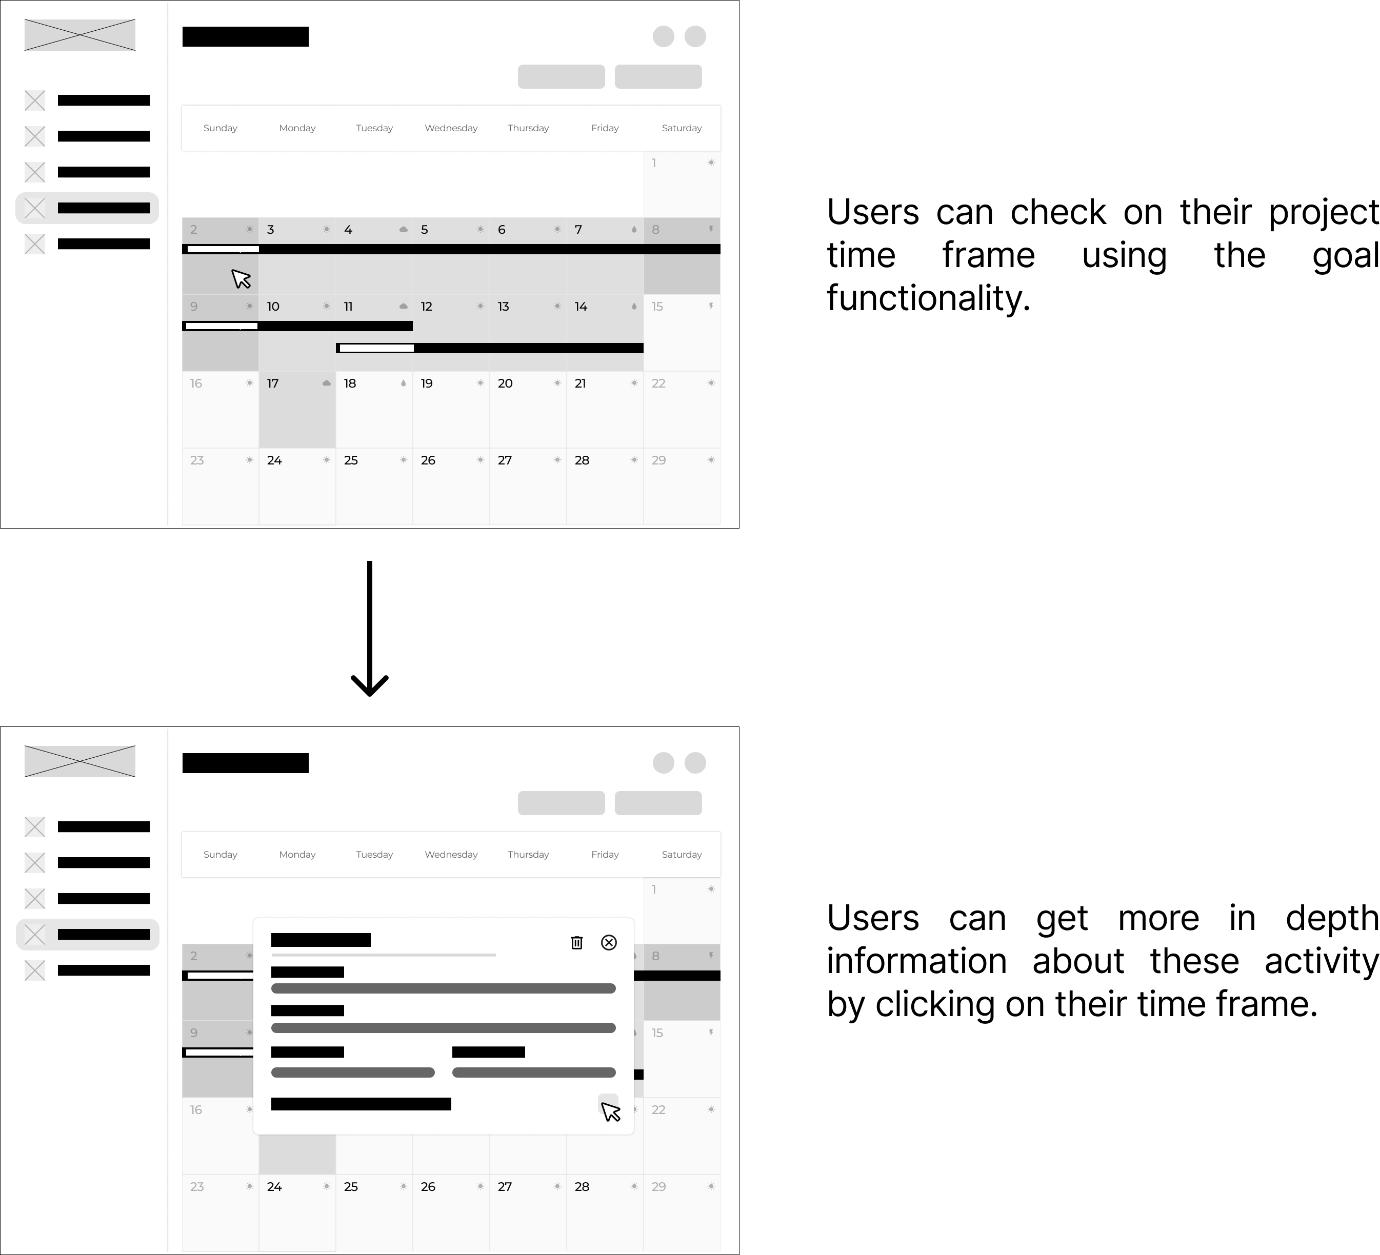 Sunday Monday Tuesday Wednesday Thursday Friday Saturday
1
2 3 4 5 6 7 8
9 10 11 12 13 14 15
16 17 18 19 20 21 22
23 24 25 26 27 28 29
Users can check on their project
time frame using the goal
functionality.
Sunday Monday Tuesday Wednesday Thursday Friday Saturday
1
2 8
9 15
16 22
23 24 25 26 27 28 29
Users can get more in depth
information about these activity
by clicking on their time frame.